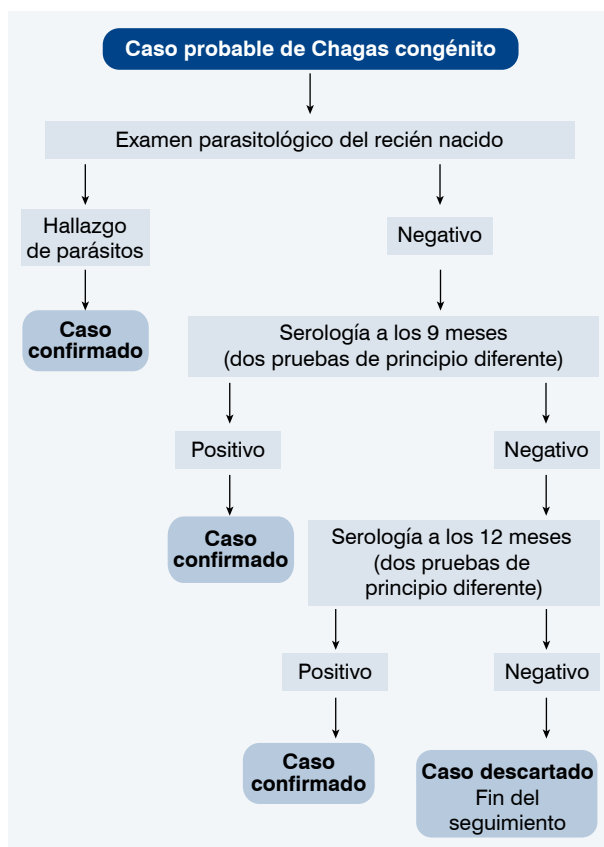 Caso probable de Chagas congénito
Examen parasitológico del recién nacido
Hallazgo
de parásitos
Negativo
Caso
confirmado
Serología a los 9 meses
(dos pruebas de principio diferente)
Positivo
Negativo
Caso
confirmado
Serología a los 12 meses
(dos pruebas de
principio diferente)
Positivo
Negativo
Caso
confirmado
Caso descartado
Fin del
seguimiento